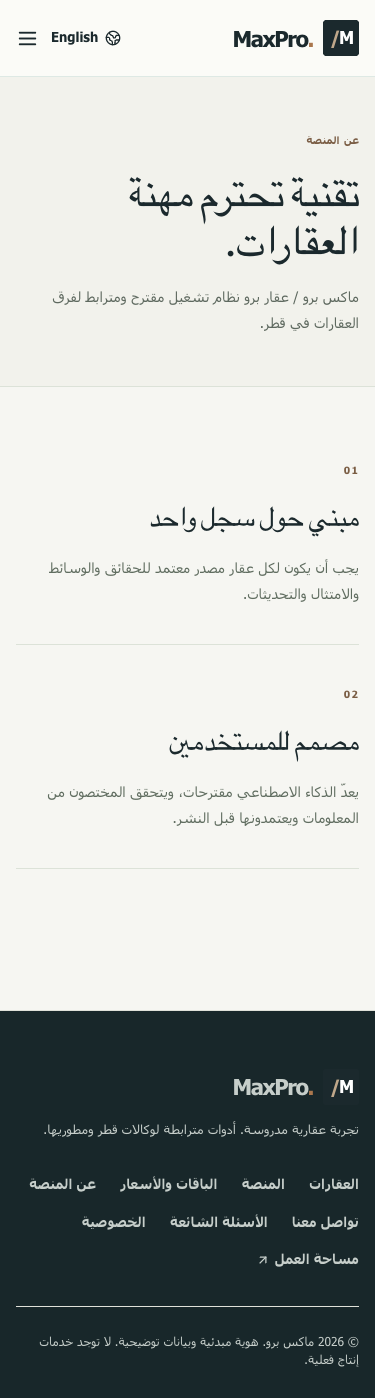 M/ MaxPro. English
عن المنصة
تقنية تحترم مهنة
العقارات.
ماكس برو / عقار برو نظام تشغيل مقترح ومترابط لفرق
العقارات في قطر.
01
مبني حول سجل واحد
يجب أن يكون لكل عقار مصدر معتمد للحقائق والوسائط
والامتثال والتحديثات.
02
مصمم للمستخدمين
يعدّ الذكاء الاصطناعي مقترحات، ويتحقق المختصون من
المعلومات ويعتمدونها قبل النشر.
M/ MaxPro.
تجربة عقارية مدروسة. أدوات مترابطة لوكالات قطر ومطوريها.
العقارات المنصة الباقات والأسعار عن المنصة
تواصل معنا الأسئلة الشائعة الخصوصية
مساحة العمل ↗
© 2026 ماكس برو. هوية مبدئية وبيانات توضيحية. لا توجد خدمات
إنتاج فعلية.